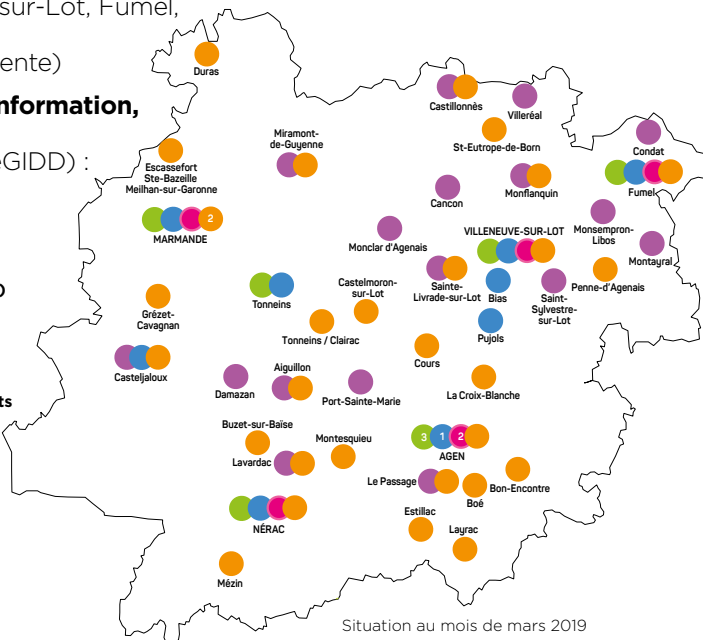 sur-Lot, Fumel,
ente)
nformation,
GIDD) :
ts
Duras
Castillonnès
Villeréal
St-Eutrope-de-Born
Miramont-
de-Guyenne
Condat
Escassefort
Ste-Bazeille
Meilhan-sur-Garonne
Fumel
Monflanquin
Cancon
2
MARMANDE
Monsempron-
Libos
Monclar d'Agenais
VILLENEUVE-SUR-LOT
Montayral
Sainte-
Livrade-sur-Lot
Bias
Saint-
Sylvestre-
sur-Lot
Penne-d'Agenais
Castelmoron-
sur-Lot
Tonneins
Grézet-
Cavagnan
Tonneins / Clairac
Pujols
Cours
Casteljaloux
Aiguillon
Damazan
Port-Sainte-Marie
La Croix-Blanche
Buzet-sur-Baïse
Montesquieu
3 1 2
AGEN
Lavardac
Le Passage
Bon-Encontre
Boé
NÉRAC
Estillac
Layrac
Mézin
Situation au mois de mars 2019